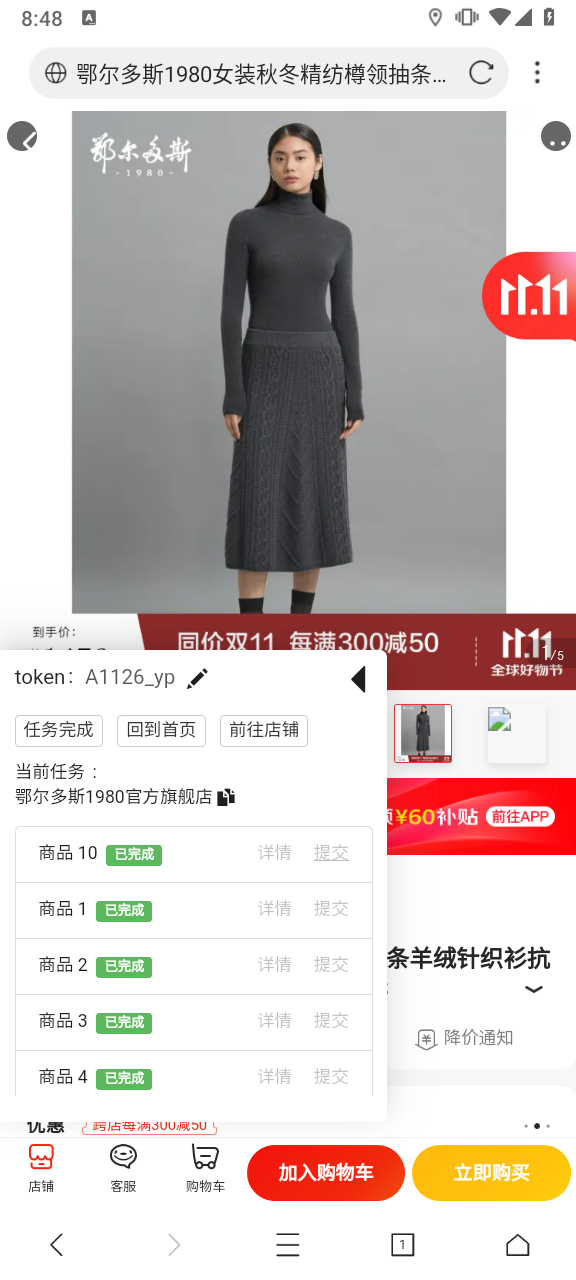 8:48
A
鄂尔多斯1980女装秋冬精纺樽领抽条...
鄂尔多斯
·1980·
11.11
到手价:
同价双11 每满300减50
11.11
全球好物节
1/5
token: A1126_yp
任务完成
回到首页
前往店铺
当前任务 :
鄂尔多斯1980官方旗舰店
¥60补贴
前往APP
商品 10 已完成 详情 提交
商品 1 已完成 详情 提交
商品 2 已完成 详情 提交
条羊绒针织衫抗
商品 3 已完成 详情 提交
降价通知
商品 4 已完成 详情 提交
优惠 跨店每满300减50
店铺
客服
购物车
加入购物车
立即购买
1